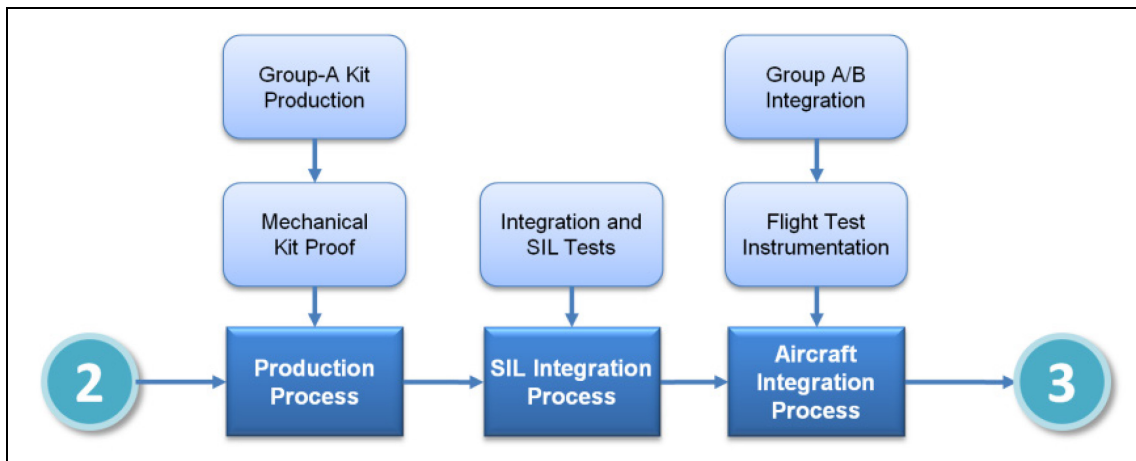 Group-A Kit
Production
Group A/B
Integration
Mechanical
Kit Proof
Integration and
SIL Tests
Flight Test
Instrumentation
2
Production
Process
SIL Integration
Process
Aircraft
Integration
Process
3